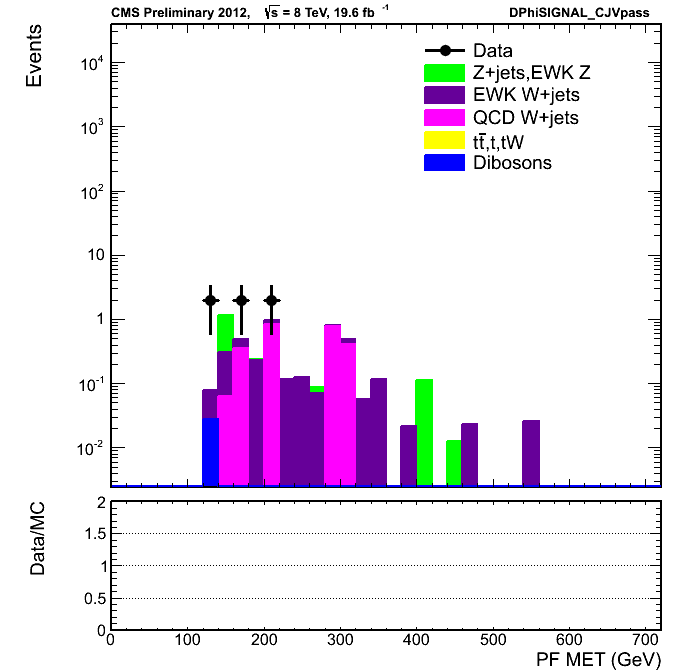 CMS Preliminary 2012, √s = 8 TeV, 19.6 fb⁻¹ DPhiSIGNAL_CJVpass
Events
10⁴
10³
10²
10
1
10⁻¹
10⁻²
Data
Z+jets,EWK Z
EWK W+jets
QCD W+jets
tt̅,t,tW
Dibosons
Data/MC
2
1.5
1
0.5
0
0 100 200 300 400 500 600 700
PF MET (GeV)